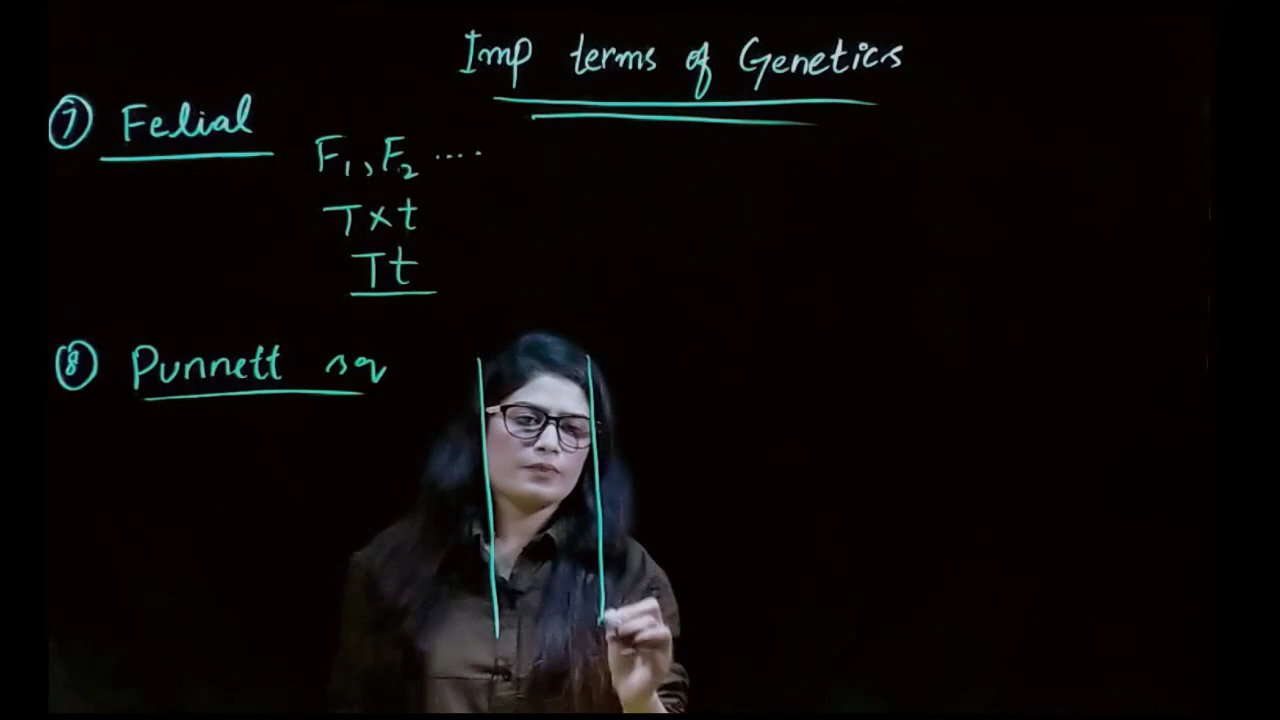 Imp terms of Genetics
7 Felial
F1, F2 ....
T x t
Tt
8 Punnett sq